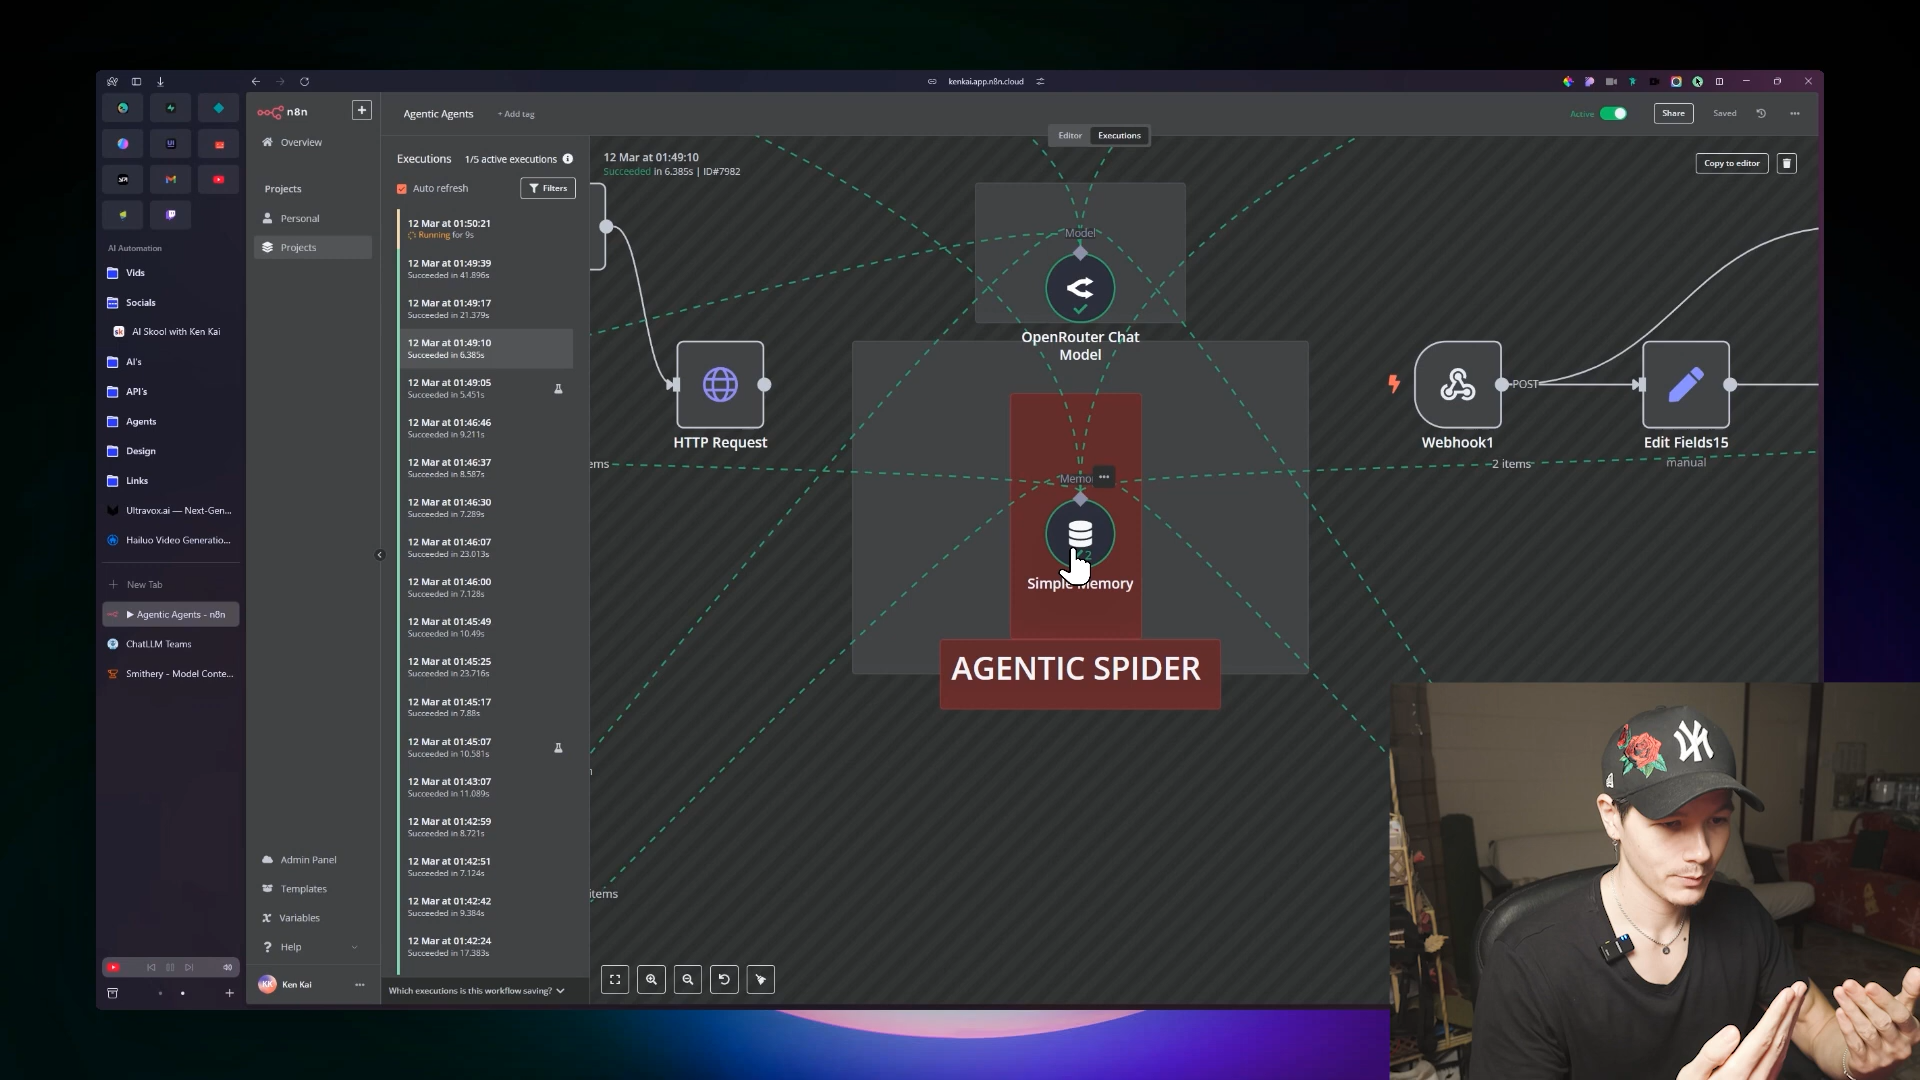 kenkai.app.n8n.cloud
n8n
Overview
Projects
Personal
Projects
Admin Panel
Templates
Variables
Help
KK
Ken Kai
AI Automation
Vids
Socials
AI Skool with Ken Kai
AI's
API's
Agents
Design
Links
Ultravox.ai — Next-Gen...
Hailuo Video Generatio...
New Tab
Agentic Agents - n8n
ChatLLM Teams
Smithery - Model Conte...
Agentic Agents
+ Add tag
Active
Share
Saved
Editor
Executions
Executions
1/5 active executions
Auto refresh
Filters
12 Mar at 01:50:21
Running for 9s
12 Mar at 01:49:39
Succeeded in 41.896s
12 Mar at 01:49:17
Succeeded in 21.379s
12 Mar at 01:49:10
Succeeded in 6.385s
12 Mar at 01:49:05
Succeeded in 5.451s
12 Mar at 01:46:46
Succeeded in 9.211s
12 Mar at 01:46:37
Succeeded in 8.587s
12 Mar at 01:46:30
Succeeded in 7.289s
12 Mar at 01:46:07
Succeeded in 23.013s
12 Mar at 01:46:00
Succeeded in 7.128s
12 Mar at 01:45:49
Succeeded in 10.49s
12 Mar at 01:45:25
Succeeded in 23.716s
12 Mar at 01:45:17
Succeeded in 7.88s
12 Mar at 01:45:07
Succeeded in 10.581s
12 Mar at 01:43:07
Succeeded in 11.089s
12 Mar at 01:42:59
Succeeded in 8.721s
12 Mar at 01:42:51
Succeeded in 7.124s
12 Mar at 01:42:42
Succeeded in 9.384s
12 Mar at 01:42:24
Succeeded in 17.383s
Which executions is this workflow saving?
12 Mar at 01:49:10
Succeeded in 6.385s | ID#7982
Copy to editor
Model
OpenRouter Chat
Model
HTTP Request
ems
Memo
Simple Memory
AGENTIC SPIDER
POST
Webhook1
2 items
Edit Fields15
manual
items
NY